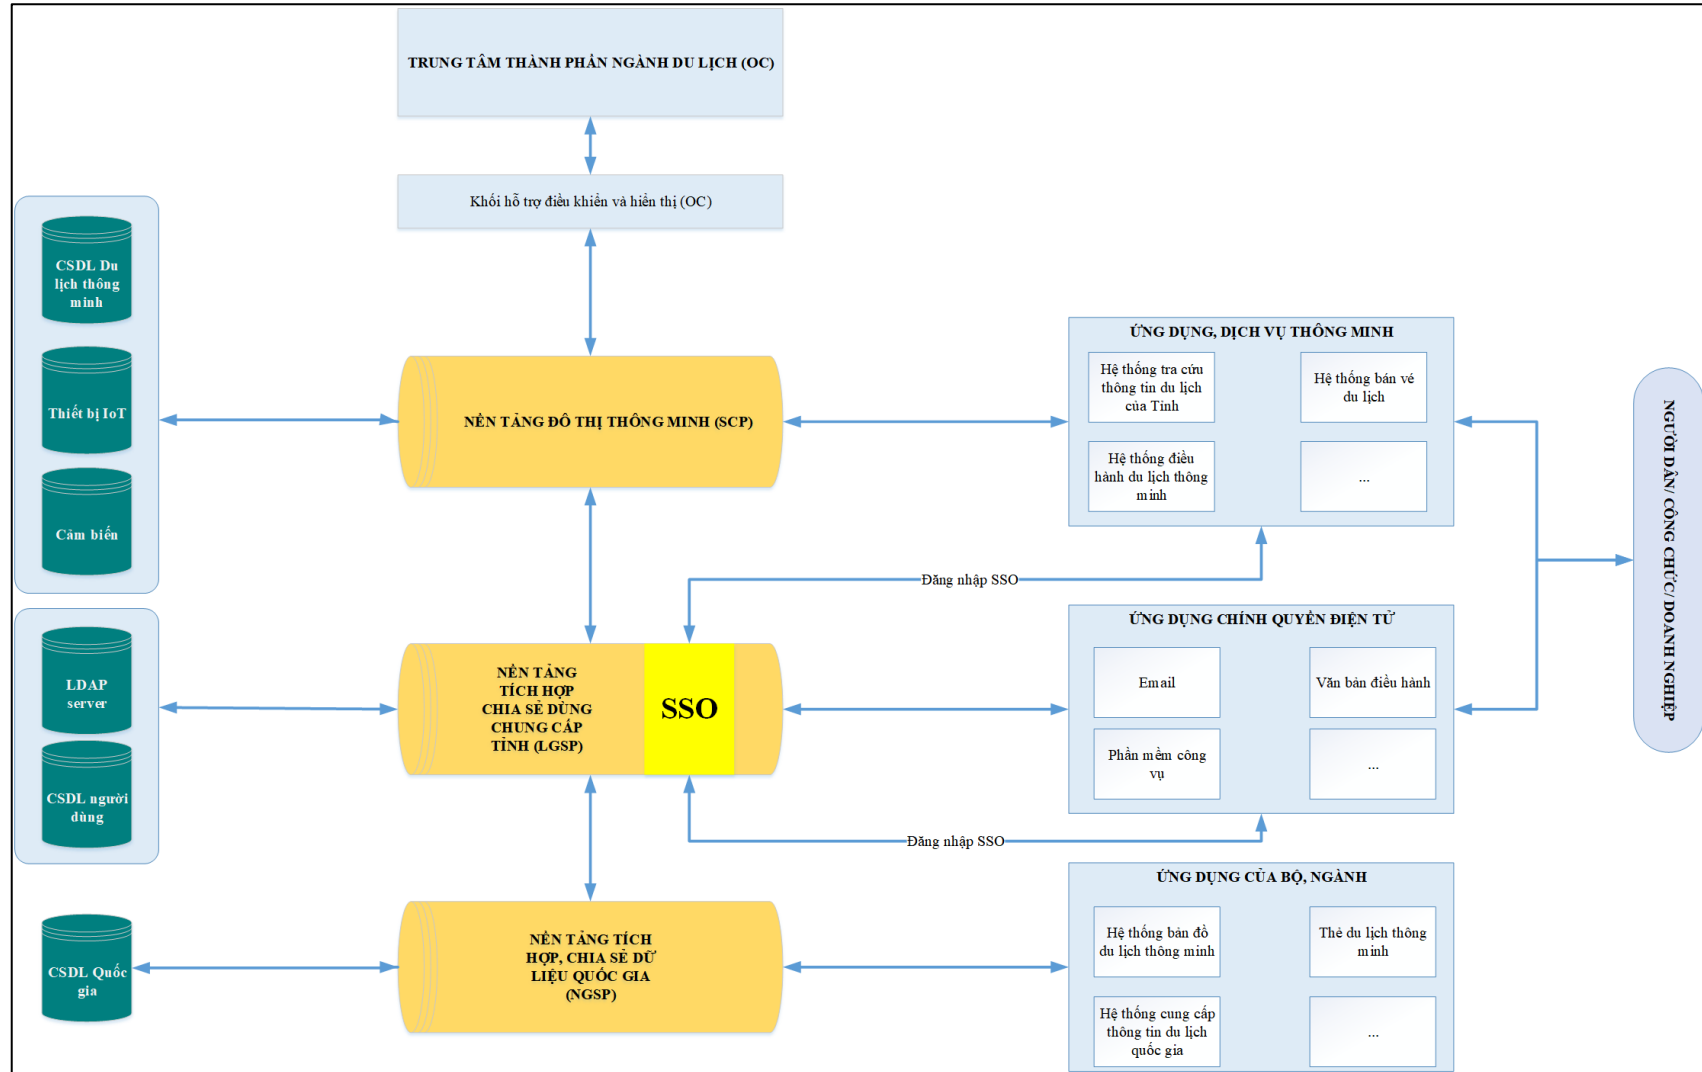 TRUNG TÂM THÀNH PHẦN NGÀNH DU LỊCH (OC)
Khối hỗ trợ điều khiển và hiển thị (OC)
CSDL Du
lịch thông
minh
Thiết bị IoT
Cảm biến
NỀN TẢNG ĐÔ THỊ THÔNG MINH (SCP)
ỨNG DỤNG, DỊCH VỤ THÔNG MINH
Hệ thống tra cứu
thông tin du lịch
của Tỉnh
Hệ thống bán vé
du lịch
Hệ thống điều
hành du lịch thông
minh
...
NGƯỜI DÂN/ CÔNG CHỨC/ DOANH NGHIỆP
Đăng nhập SSO
LDAP
server
CSDL người
dùng
NỀN TẢNG
TÍCH HỢP
CHIA SẺ DÙNG
CHUNG CẤP
TỈNH (LGSP)
SSO
ỨNG DỤNG CHÍNH QUYỀN ĐIỆN TỬ
Email
Văn bản điều hành
Phần mềm công
vụ
...
Đăng nhập SSO
CSDL Quốc
gia
NỀN TẢNG TÍCH
HỢP, CHIA SẺ DỮ
LIỆU QUỐC GIA
(NGSP)
ỨNG DỤNG CỦA BỘ, NGÀNH
Hệ thống bản đồ
du lịch thông minh
Thẻ du lịch thông
minh
Hệ thống cung cấp
thông tin du lịch
quốc gia
...